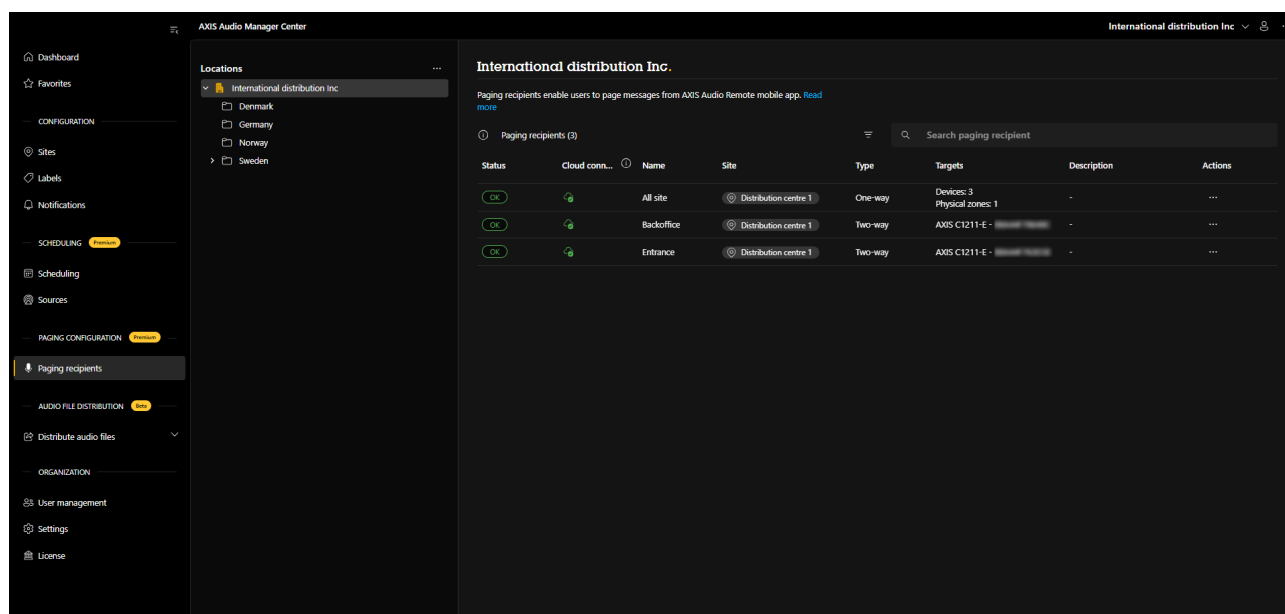 AXIS Audio Manager Center
International distribution Inc
Dashboard
Favorites
CONFIGURATION
Sites
Labels
Notifications
SCHEDULING Premium
Scheduling
Sources
PAGING CONFIGURATION Premium
Paging recipients
AUDIO FILE DISTRIBUTION Beta
Distribute audio files
ORGANIZATION
User management
Settings
License
Locations
International distribution Inc
Denmark
Germany
Norway
Sweden
International distribution Inc.
Paging recipients enable users to page messages from AXIS Audio Remote mobile app. Read
more
Paging recipients (3)
Search paging recipient
Status Cloud conn... Name Site Type Targets Description Actions
OK All site Distribution centre 1 One-way Devices: 3
Physical zones: 1 -
OK Backoffice Distribution centre 1 Two-way AXIS C1211-E - -
OK Entrance Distribution centre 1 Two-way AXIS C1211-E - -